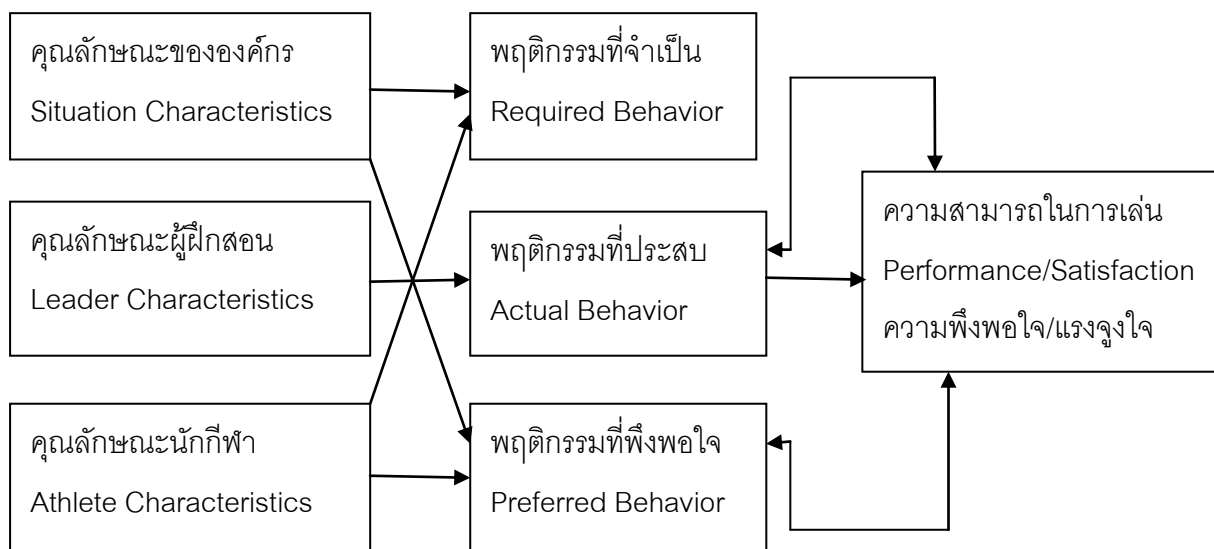 คุณลักษณะขององค์กร
Situation Characteristics
พฤติกรรมที่จำเป็น
Required Behavior
คุณลักษณะผู้ฝึกสอน
Leader Characteristics
พฤติกรรมที่ประสบ
Actual Behavior
ความสามารถในการเล่น
Performance/Satisfaction
ความพึงพอใจ/แรงจูงใจ
คุณลักษณะนักกีฬา
Athlete Characteristics
พฤติกรรมที่พึงพอใจ
Preferred Behavior